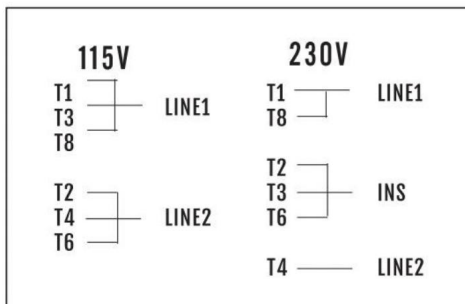 115V
T1
T3 LINE1
T8
T2
T4 LINE2
T6
230V
T1 LINE1
T8
T2
T3 INS
T6
T4 LINE2